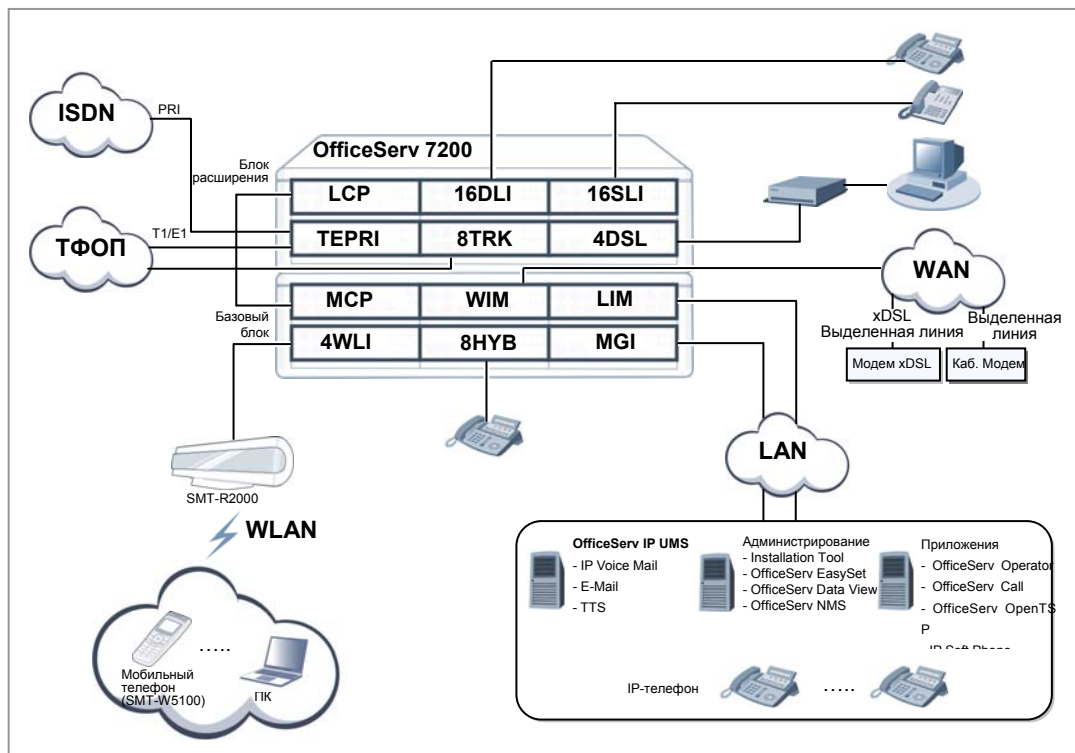 ISDN
PRI
OfficeServ 7200
Блок
расширения
LCP
16DLI
16SLI
T1/E1
ТФОП
TEPRI
8TRK
4DSL
WAN
MCP
WIM
LIM
Базовый
блок
4WLI
8HYB
MGI
xDSL
Выделенная линия
Выделенная
линия
Модем xDSL
Каб. Модем
LAN
SMT-R2000
WLAN
OfficeServ IP UMS
- IP Voice Mail
- E-Mail
- TTS
Администрирование
- Installation Tool
- OfficeServ EasySet
- OfficeServ Data View
- OfficeServ NMS
Приложения
- OfficeServ Operator
- OfficeServ Call
- OfficeServ OpenTS
P
- IP Soft Phone
.....
Мобильный
телефон
(SMT-W5100)
ПК
IP-телефон
.....